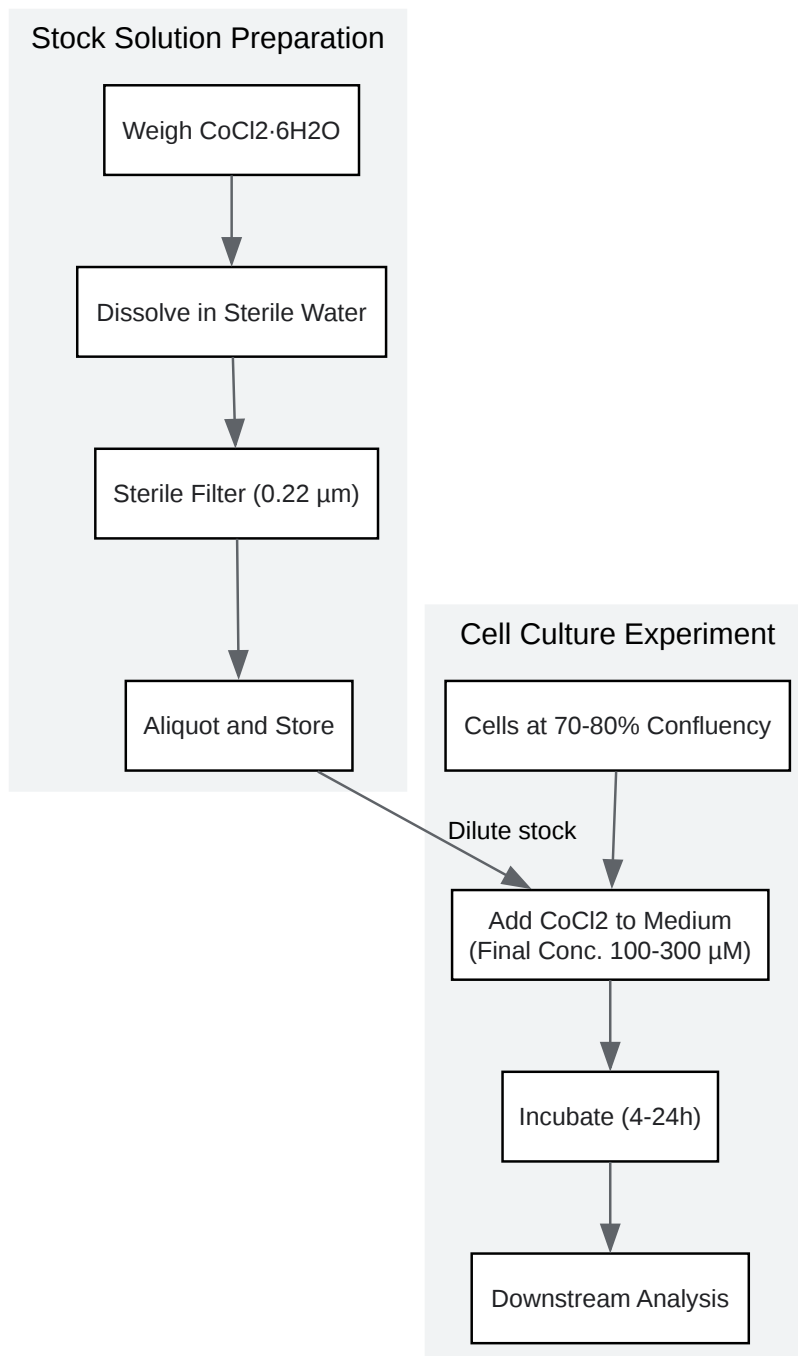 Stock Solution Preparation
Weigh CoCl2·6H2O
Dissolve in Sterile Water
Sterile Filter (0.22 µm)
Aliquot and Store
Cell Culture Experiment
Cells at 70-80% Confluency
Dilute stock
Add CoCl2 to Medium
(Final Conc. 100-300 µM)
Incubate (4-24h)
Downstream Analysis